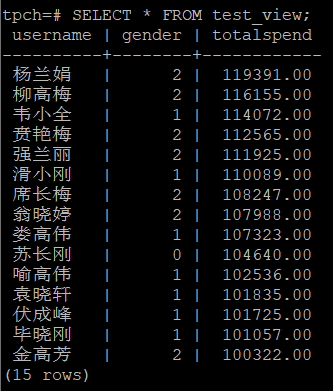 tpch=# SELECT * FROM test_view;
username | gender | totalspend
----------+--------+------------
杨兰娟 | 2 | 119391.00
柳高梅 | 2 | 116155.00
韦小全 | 1 | 114072.00
贲艳梅 | 2 | 112565.00
强兰丽 | 2 | 111925.00
滑小刚 | 1 | 110089.00
席长梅 | 2 | 108247.00
翁晓婷 | 2 | 107988.00
娄高伟 | 1 | 107323.00
苏长刚 | 0 | 104640.00
喻高伟 | 1 | 102536.00
袁晓轩 | 1 | 101835.00
伏成峰 | 1 | 101725.00
毕晓刚 | 1 | 101057.00
金高芳 | 2 | 100322.00
(15 rows)